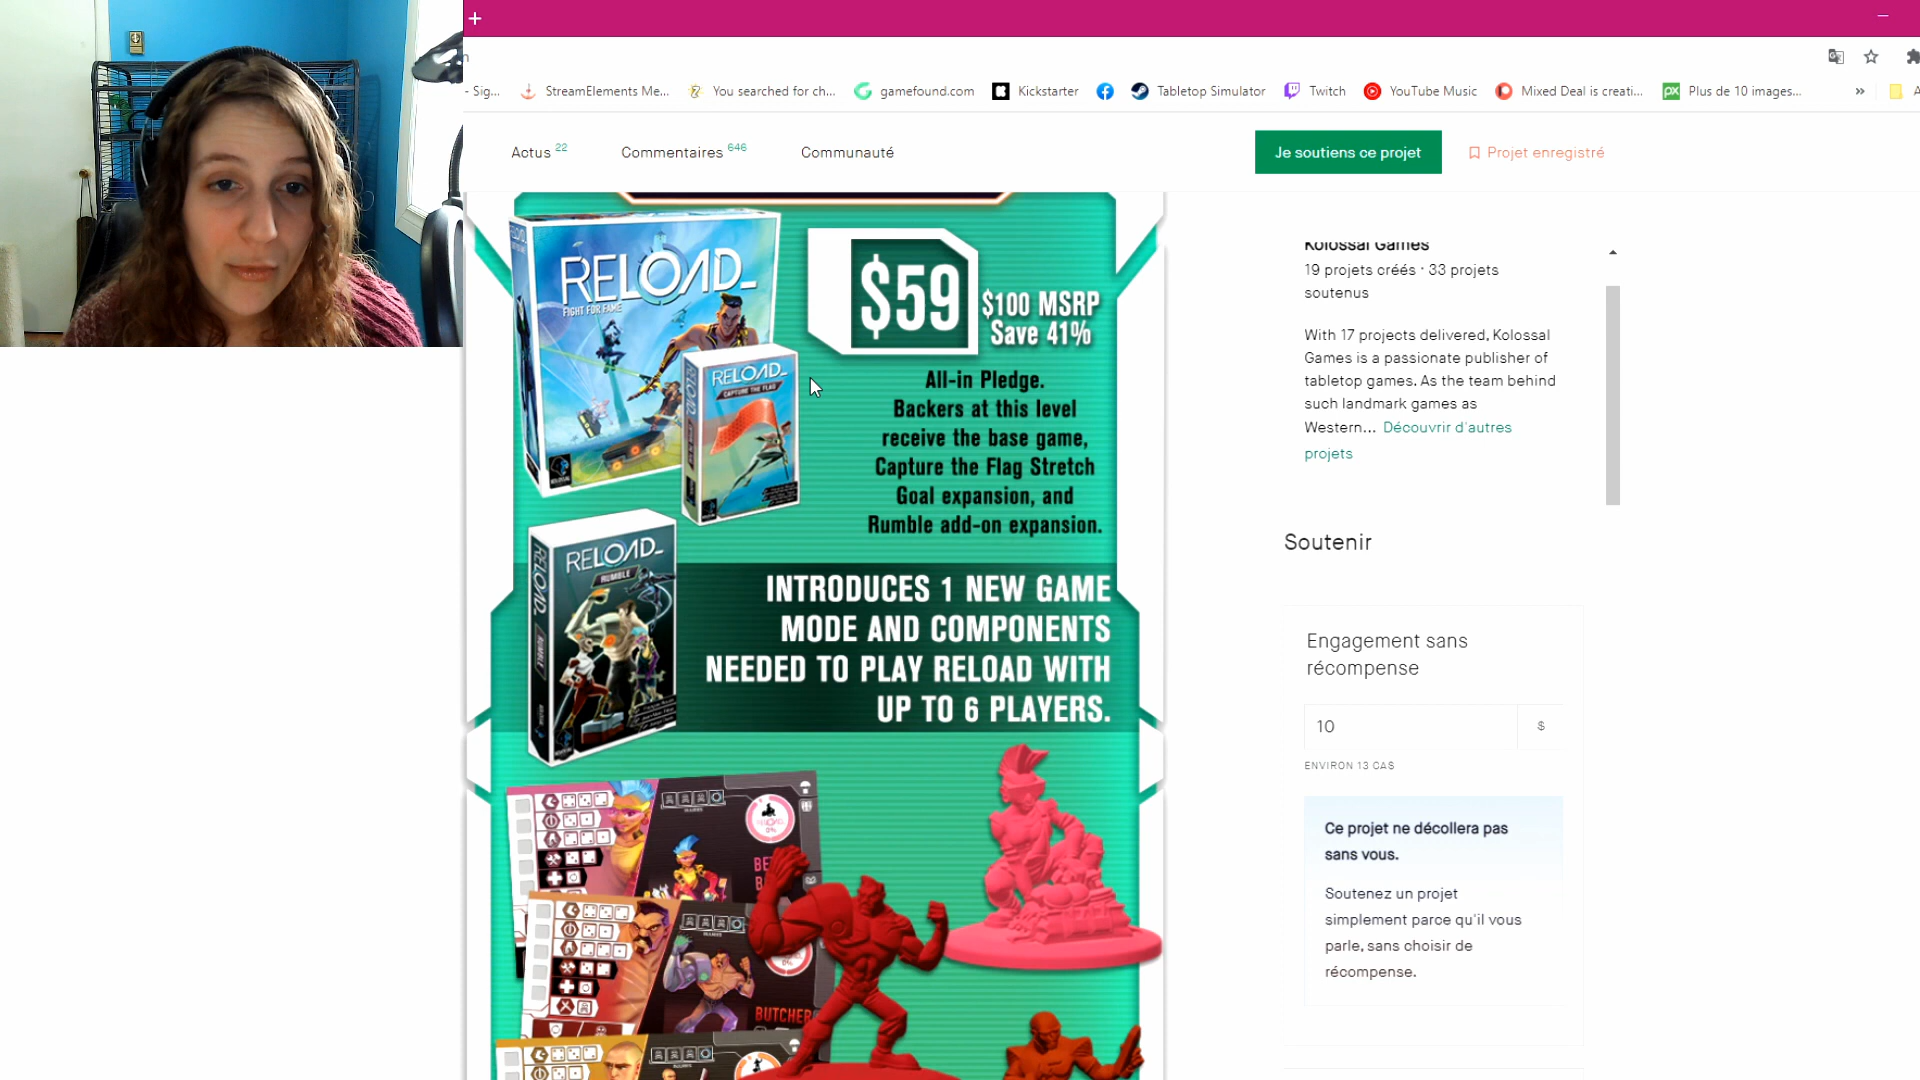 - Sig...
StreamElements Me...
You searched for ch...
gamefound.com
Kickstarter
Tabletop Simulator
Twitch
YouTube Music
Mixed Deal is creati...
Plus de 10 images...
»
Actus 22
Commentaires 646
Communauté
Je soutiens ce projet
Projet enregistré
RELOAD_
FIGHT FOR FAME
KOLOSSAL
RELOAD_
CAPTURE THE FLAG
$59
$100 MSRP
Save 41%
All-in Pledge.
Backers at this level
receive the base game,
Capture the Flag Stretch
Goal expansion, and
Rumble add-on expansion.
RELOAD_
RUMBLE
INTRODUCES 1 NEW GAME
MODE AND COMPONENTS
NEEDED TO PLAY RELOAD WITH
UP TO 6 PLAYERS.
BUTCHER
Kolossal Games
19 projets créés · 33 projets
soutenus
With 17 projects delivered, Kolossal
Games is a passionate publisher of
tabletop games. As the team behind
such landmark games as
Western... Découvrir d'autres
projets
Soutenir
Engagement sans
récompense
10 $
ENVIRON 13 CA$
Ce projet ne décollera pas
sans vous.
Soutenez un projet
simplement parce qu'il vous
parle, sans choisir de
récompense.